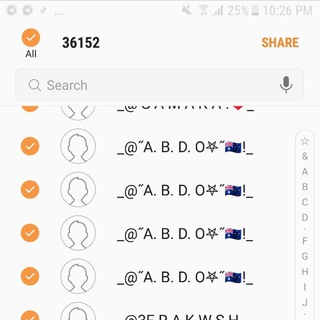 25% 10:26 PM
36152
SHARE
All
Search
_@˝A. B. D. O⛧˝🇦🇺!_
_@˝A. B. D. O⛧˝🇦🇺!_
_@˝A. B. D. O⛧˝🇦🇺!_
_@˝A. B. D. O⛧˝🇦🇺!_
☆
&
A
B
C
D
·
F
G
H
I
J